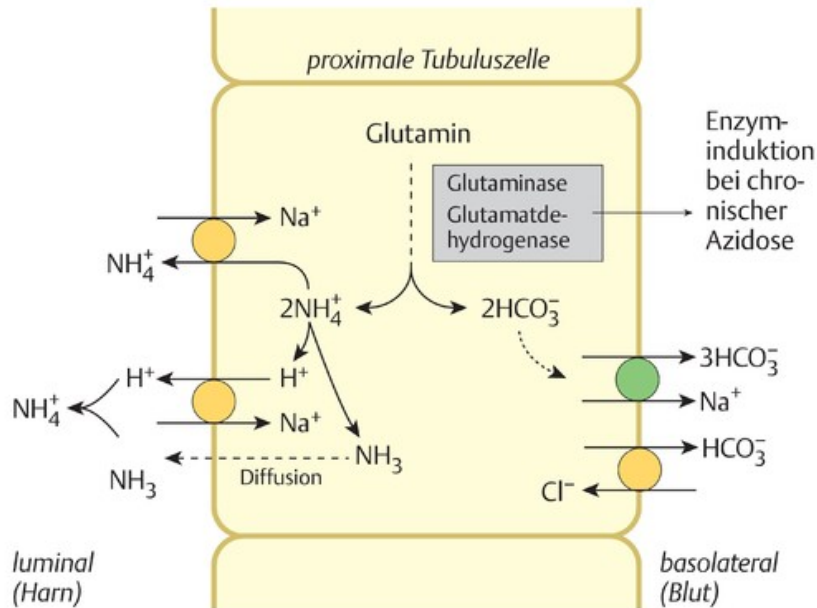 proximale Tubuluszelle
Glutamin
Enzym-
induktion
bei chro-
nischer
Azidose
Glutaminase
Glutamatde-
hydrogenase
Na⁺
NH₄⁺
2NH₄⁺
2HCO₃⁻
3HCO₃⁻
Na⁺
H⁺
H⁺
NH₄⁺
Na⁺
HCO₃⁻
NH₃
Diffusion
NH₃
Cl⁻
luminal
(Harn)
basolateral
(Blut)